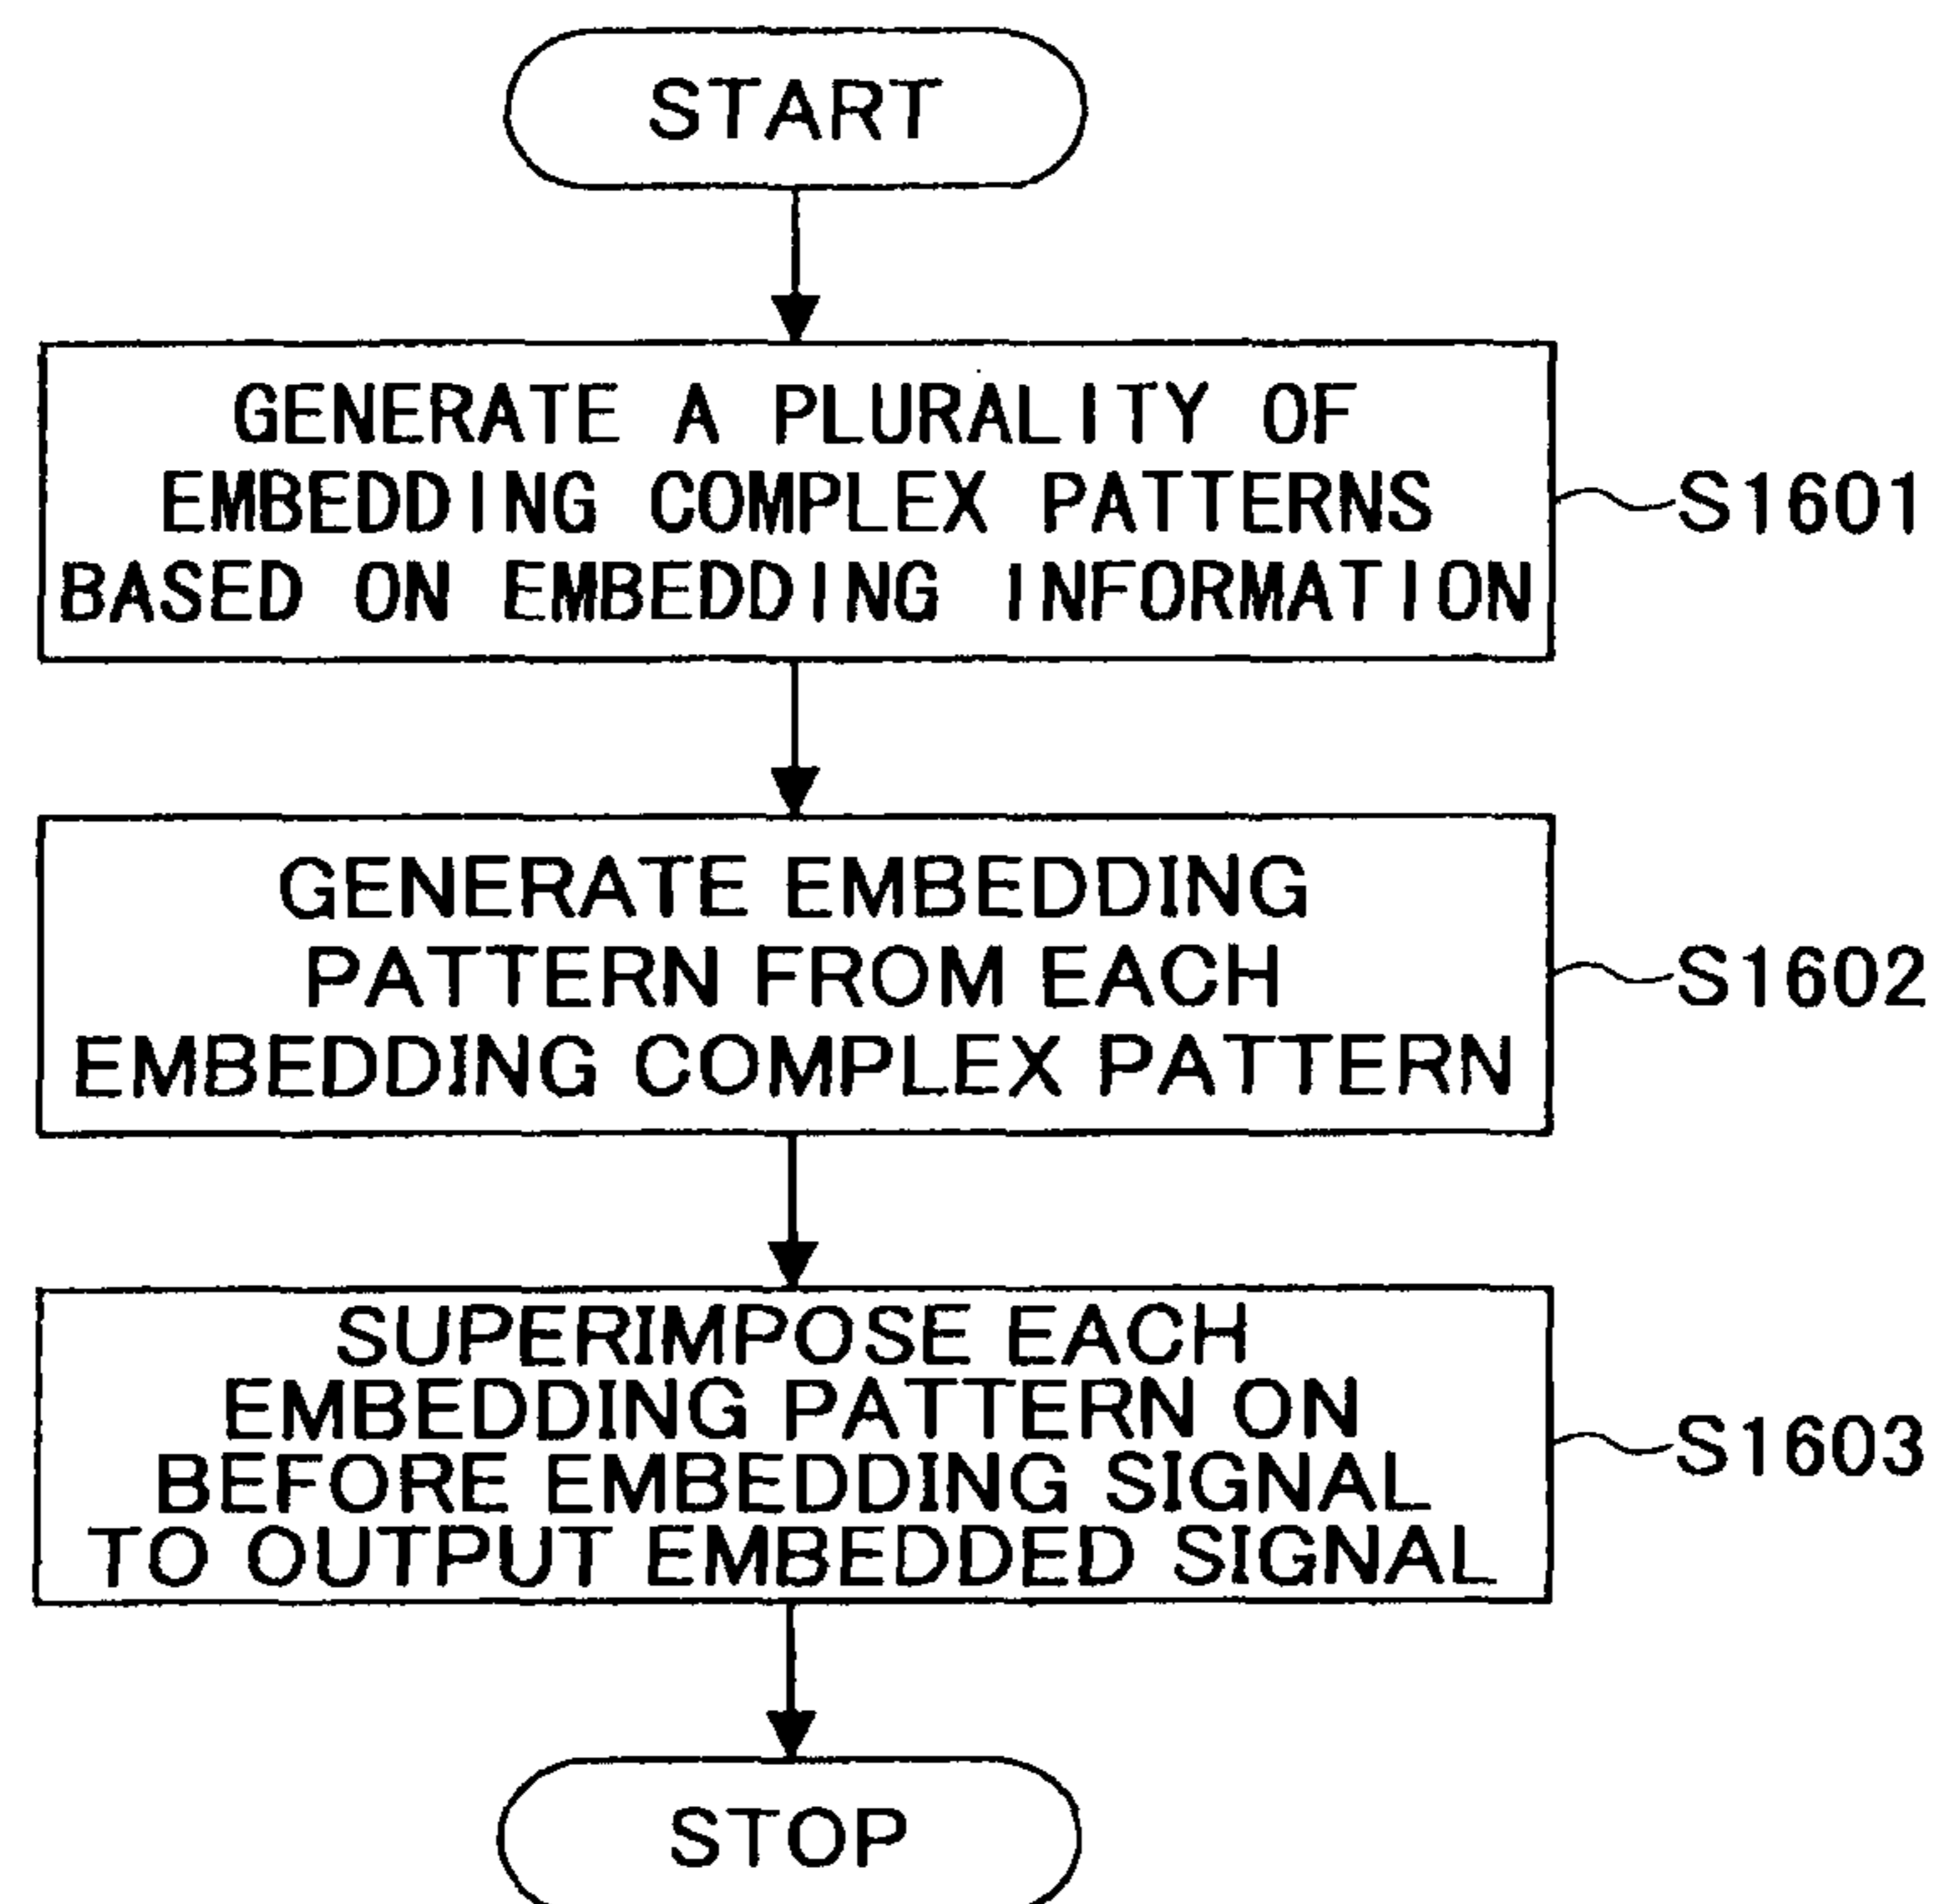 START
GENERATE A PLURALITY OF
EMBEDDING COMPLEX PATTERNS
BASED ON EMBEDDING INFORMATION
S1601
GENERATE EMBEDDING
PATTERN FROM EACH
EMBEDDING COMPLEX PATTERN
S1602
SUPERIMPOSE EACH
EMBEDDING PATTERN ON
BEFORE EMBEDDING SIGNAL
TO OUTPUT EMBEDDED SIGNAL
S1603
STOP